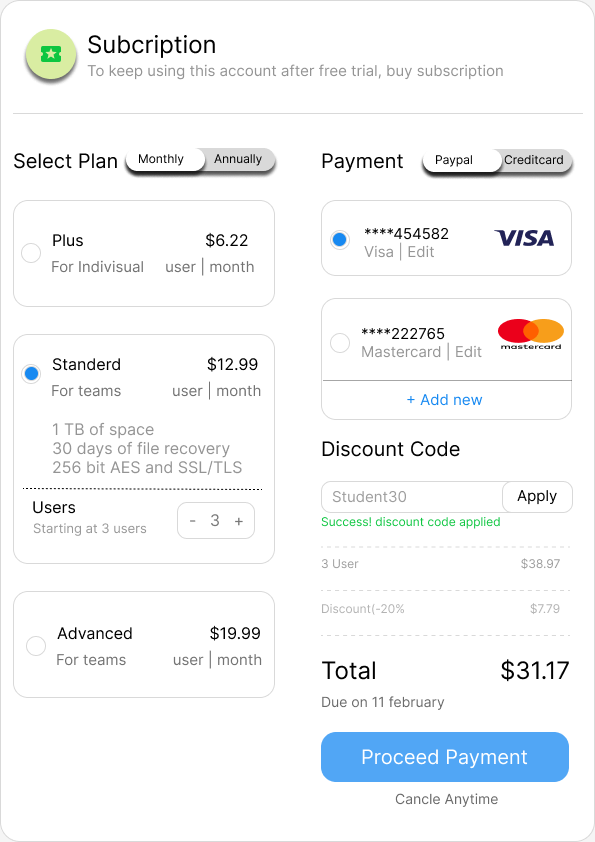 Subcription
To keep using this account after free trial, buy subscription
Select Plan
Monthly
Annually
Plus
$6.22
For Indivisual
user | month
Standerd
$12.99
For teams
user | month
1 TB of space
30 days of file recovery
256 bit AES and SSL/TLS
Users
Starting at 3 users
- 3 +
Advanced
$19.99
For teams
user | month
Payment
Paypal
Creditcard
****454582
Visa | Edit
VISA
****222765
Mastercard | Edit
mastercard
+ Add new
Discount Code
Student30
Apply
Success! discount code applied
3 User
$38.97
Discount(-20%
$7.79
Total
$31.17
Due on 11 february
Proceed Payment
Cancle Anytime